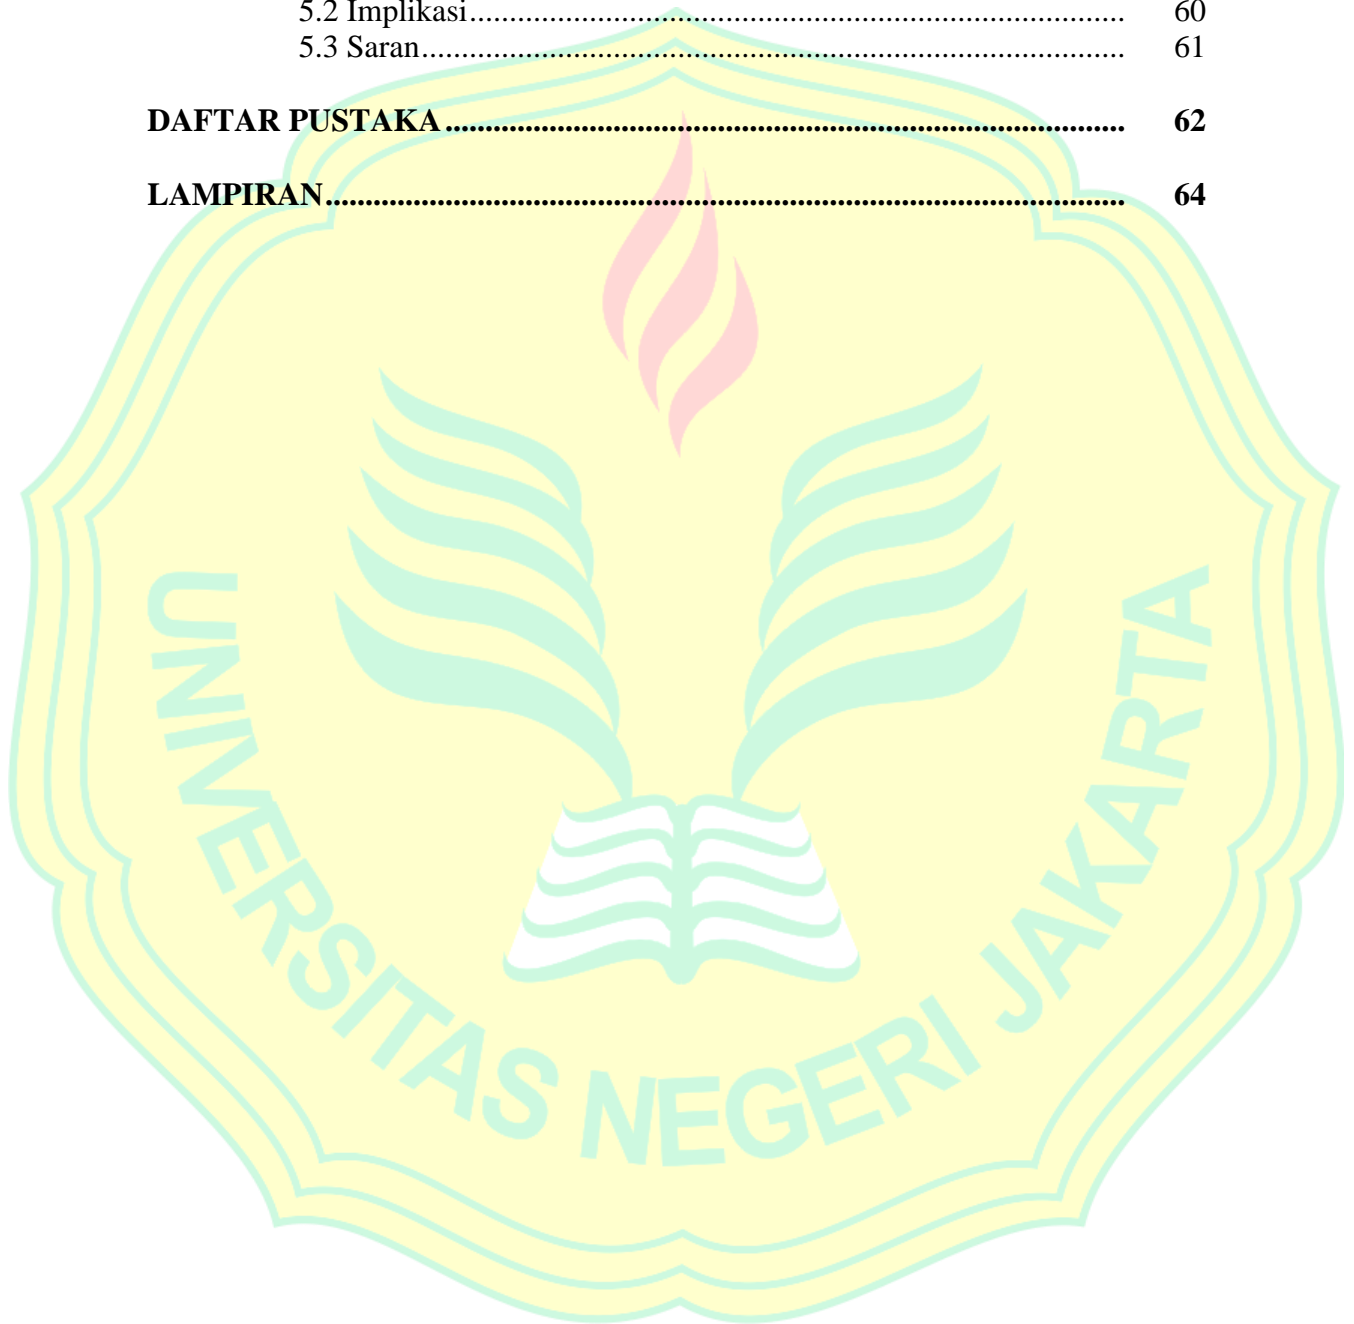 5.2 Implikasi.................................................................................. 60
5.3 Saran........................................................................................ 61
DAFTAR PUSTAKA..................................................................................... 62
LAMPIRAN.................................................................................................... 64
UNIVERSITAS NEGERI JAKARTA